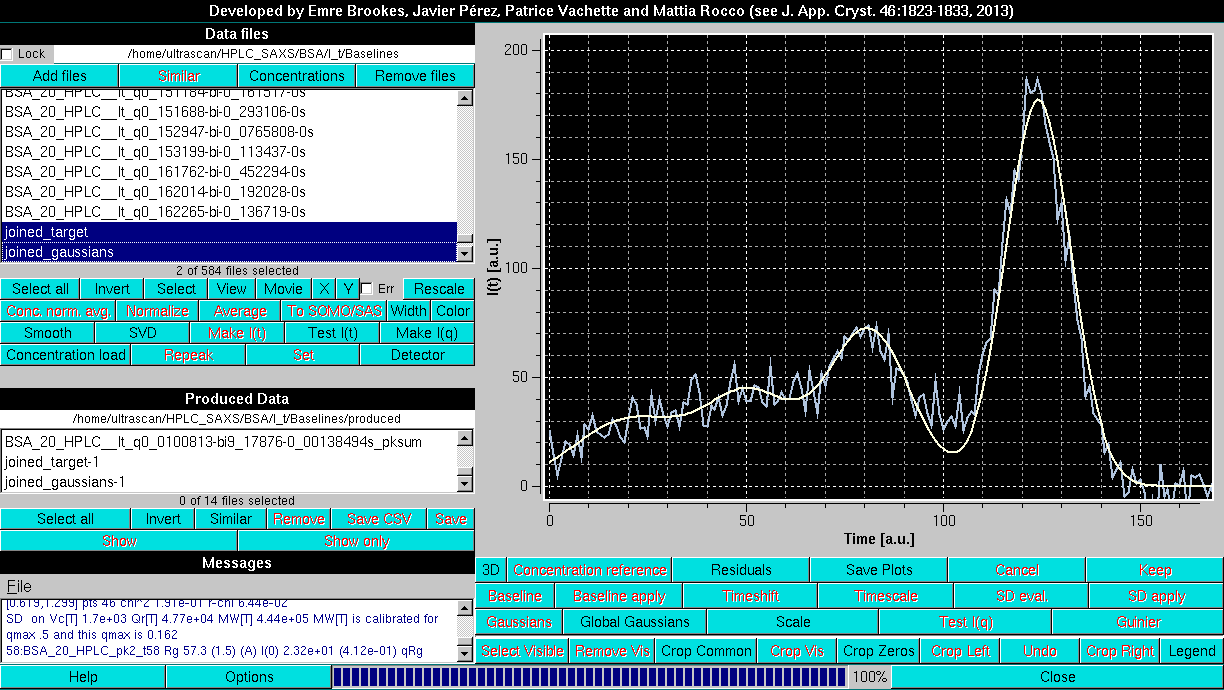 Developed by Emre Brookes, Javier Pérez, Patrice Vachette and Mattia Rocco (see J. App. Cryst. 46:1823-1833, 2013)
Data files
Lock /home/ultrascan/HPLC_SAXS/BSA/I_t/Baselines
Add files Similar Concentrations Remove files
BSA_20_HPLC__It_q0_151184-bi-0_161517-0s
BSA_20_HPLC__It_q0_151688-bi-0_293106-0s
BSA_20_HPLC__It_q0_152947-bi-0_0765808-0s
BSA_20_HPLC__It_q0_153199-bi-0_113437-0s
BSA_20_HPLC__It_q0_161762-bi-0_452294-0s
BSA_20_HPLC__It_q0_162014-bi-0_192028-0s
BSA_20_HPLC__It_q0_162265-bi-0_136719-0s
joined_target
joined_gaussians
2 of 584 files selected
Select all Invert Select View Movie X Y Err Rescale
Conc. norm. avg. Normalize Average To SOMO/SAS Width Color
Smooth SVD Make I(t) Test I(t) Make I(q)
Concentration load Repeak Set Detector
Produced Data
/home/ultrascan/HPLC_SAXS/BSA/I_t/Baselines/produced
BSA_20_HPLC__It_q0_0100813-bi9_17876-0_00138494s_pksum
joined_target-1
joined_gaussians-1
0 of 14 files selected
Select all Invert Similar Remove Save CSV Save
Show Show only
Messages
File
[0.619,1.299] pts 46 chi^2 1.91e-01 r-chi 6.44e-02
SD on Vc[T] 1.7e+03 Qr[T] 4.77e+04 MW[T] 4.44e+05 MW[T] is calibrated for
qmax .5 and this qmax is 0.162
58:BSA_20_HPLC_pk2_t58 Rg 57.3 (1.5) (A) I(0) 2.32e+01 (4.12e-01) qRg
200
150
100
50
0
I(t) [a.u.]
0 50 100 150
Time [a.u.]
3D Concentration reference Residuals Save Plots Cancel Keep
Baseline Baseline apply Timeshift Timescale SD eval. SD apply
Gaussians Global Gaussians Scale Test I(q) Guinier
Select Visible Remove Vis Crop Common Crop Vis Crop Zeros Crop Left Undo Crop Right Legend
Help Options 100% Close